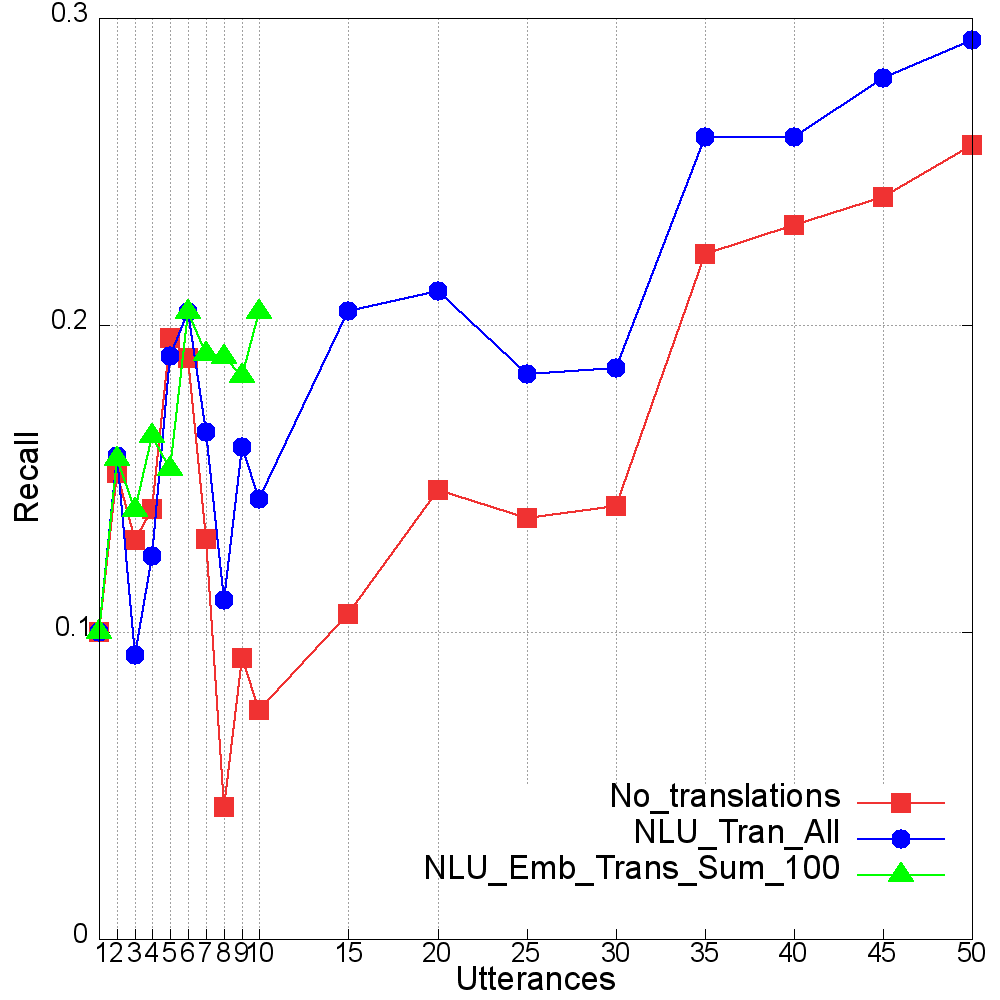 0.3
0.2
0.1
0
Recall
No_translations
NLU_Tran_All
NLU_Emb_Trans_Sum_100
1 2 3 4 5 6 7 8 9 10 15 20 25 30 35 40 45 50
Utterances